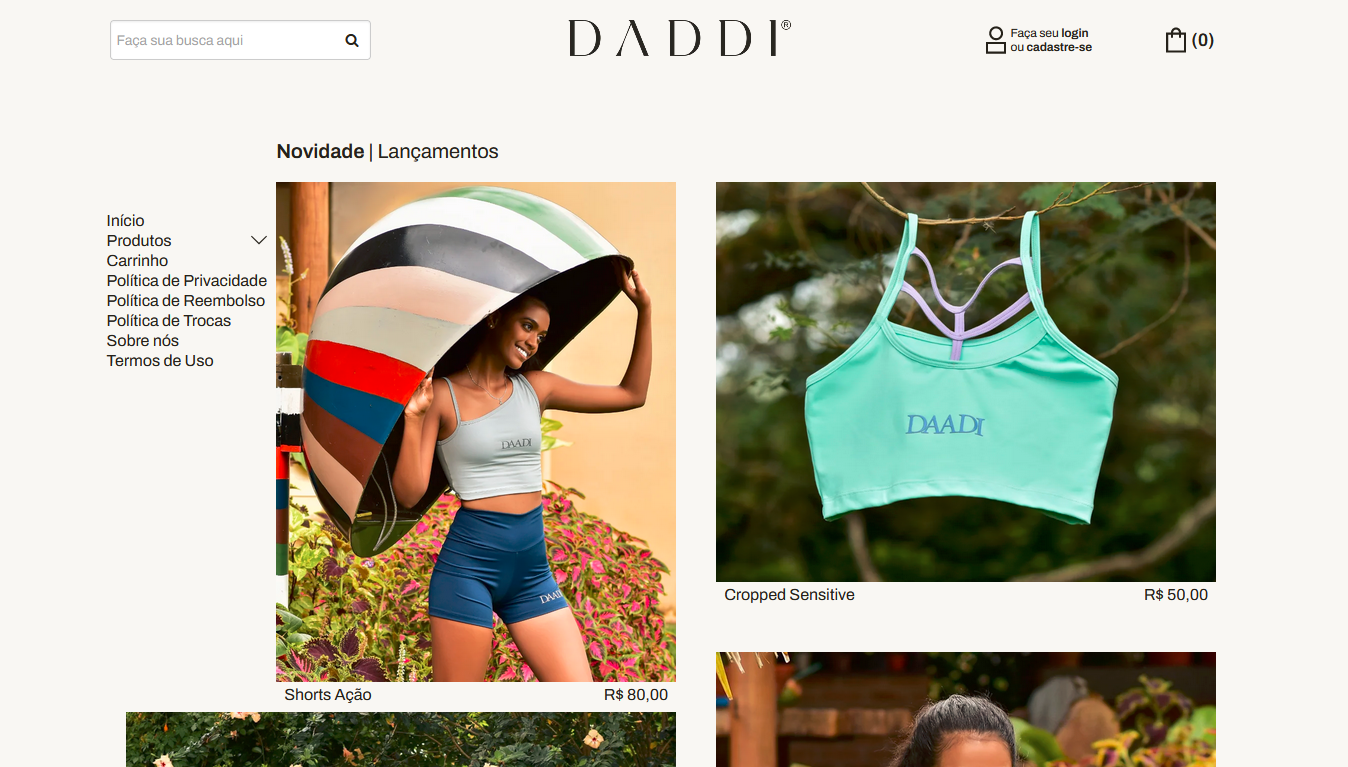 Faça sua busca aqui
DADDI®
Faça seu login
ou cadastre-se
(0)
Novidade | Lançamentos
Início
Produtos
Carrinho
Política de Privacidade
Política de Reembolso
Política de Trocas
Sobre nós
Termos de Uso
DAADI
DAADI
DAADI
Cropped Sensitive
R$ 50,00
Shorts Ação
R$ 80,00